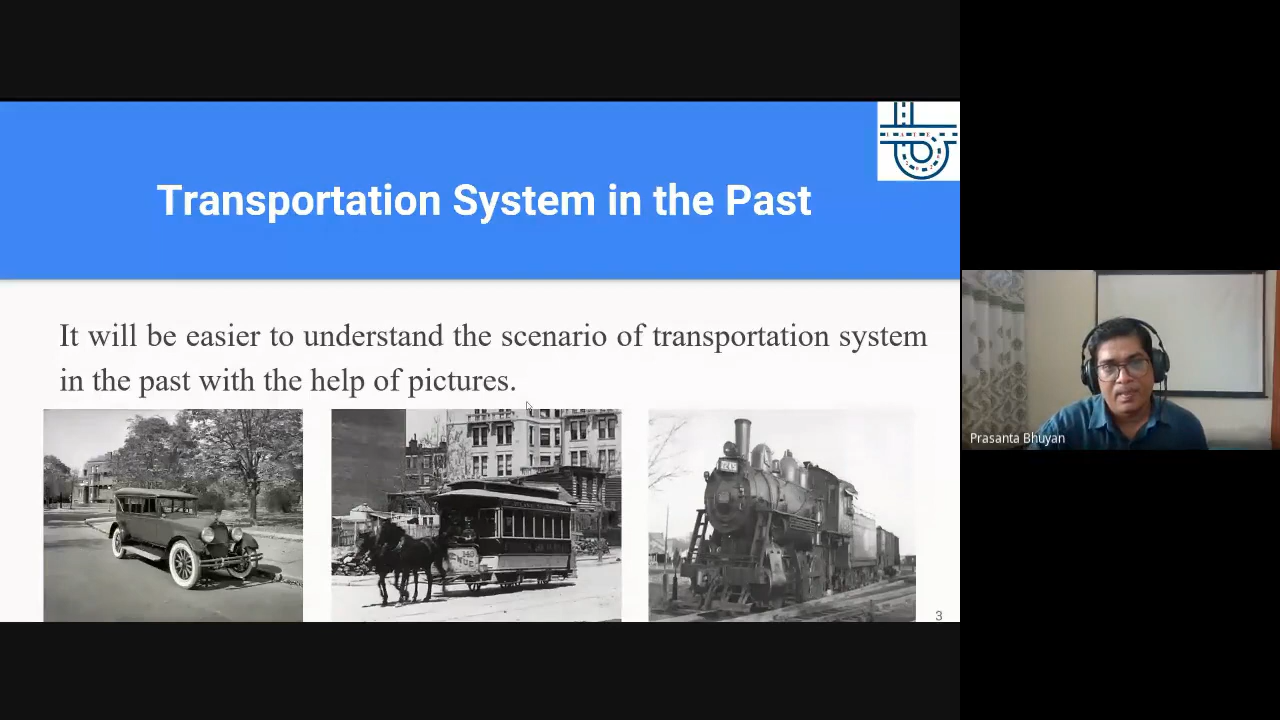 Transportation System in the Past
It will be easier to understand the scenario of transportation system
in the past with the help of pictures.
3
Prasanta Bhuyan